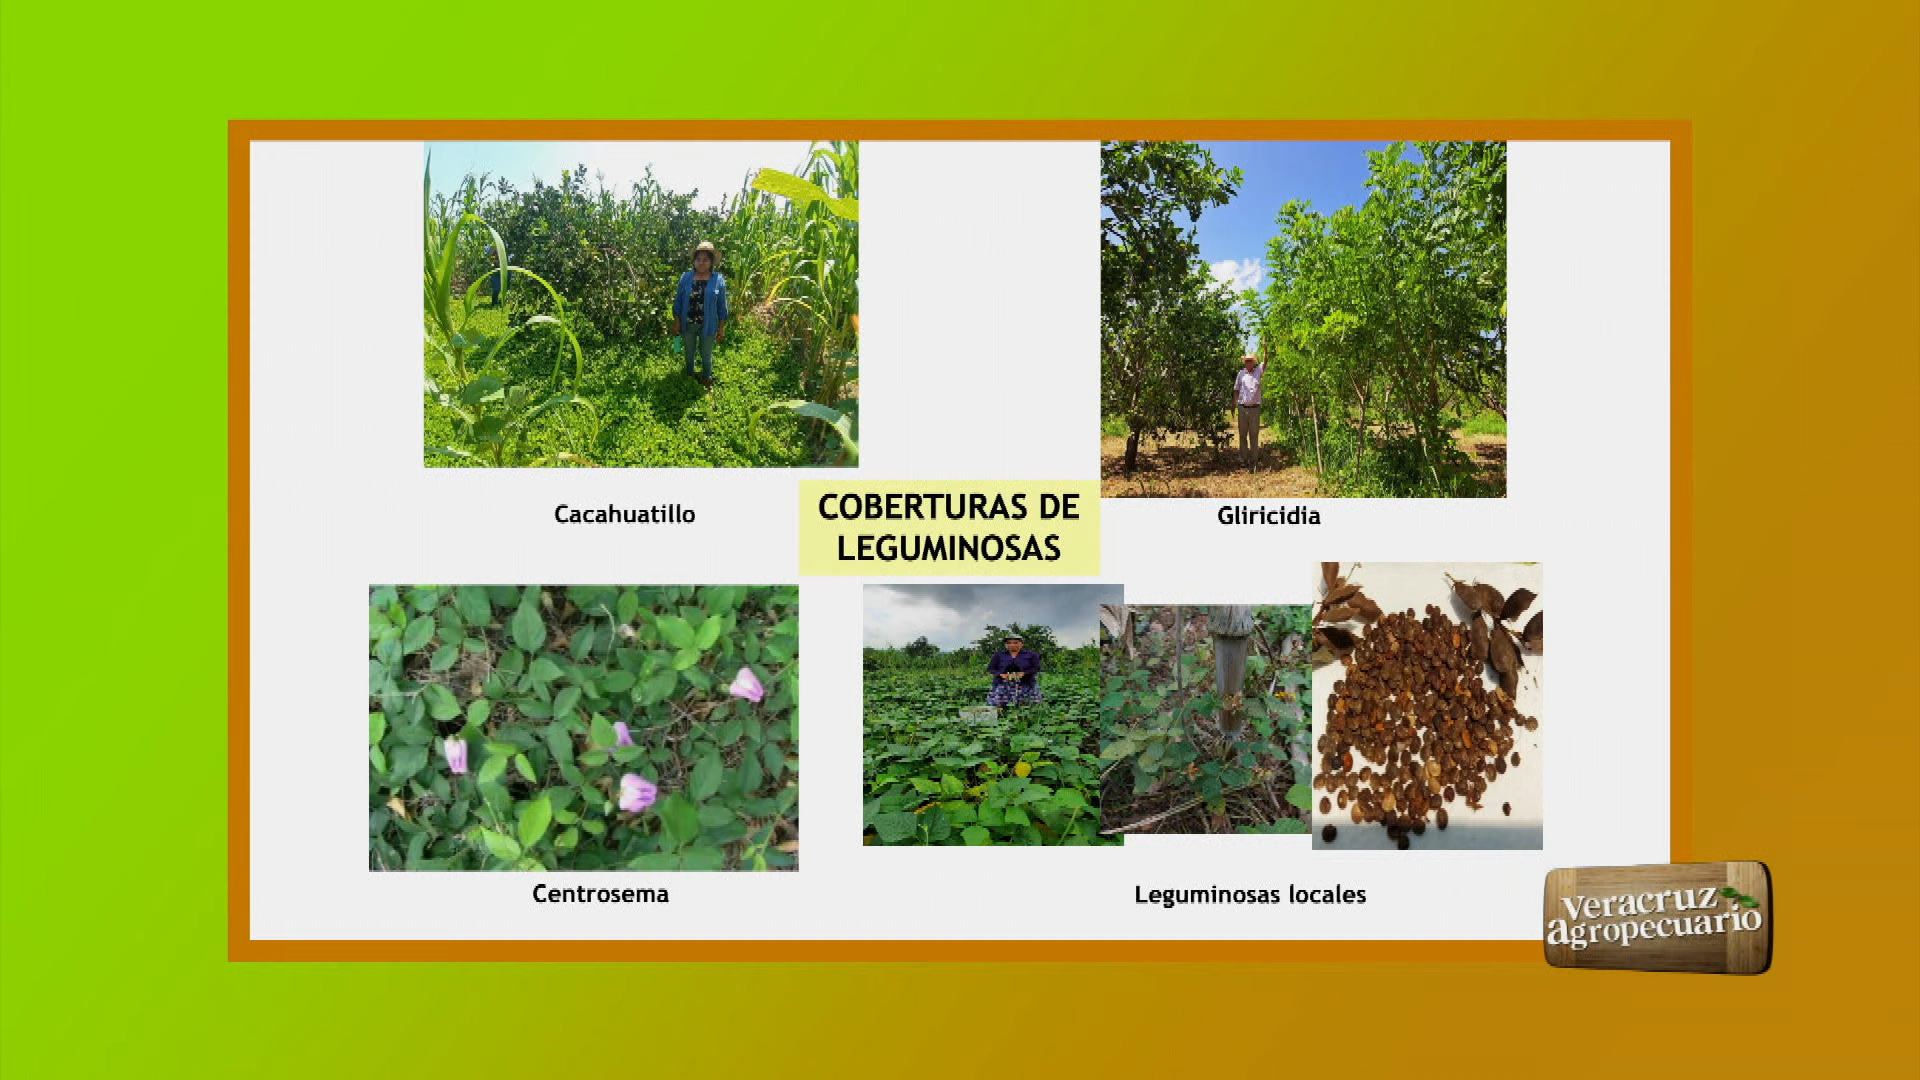 Cacahuatillo
COBERTURAS DE
LEGUMINOSAS
Gliricidia
Centrosema
Leguminosas locales
Veracruz
agropecuario